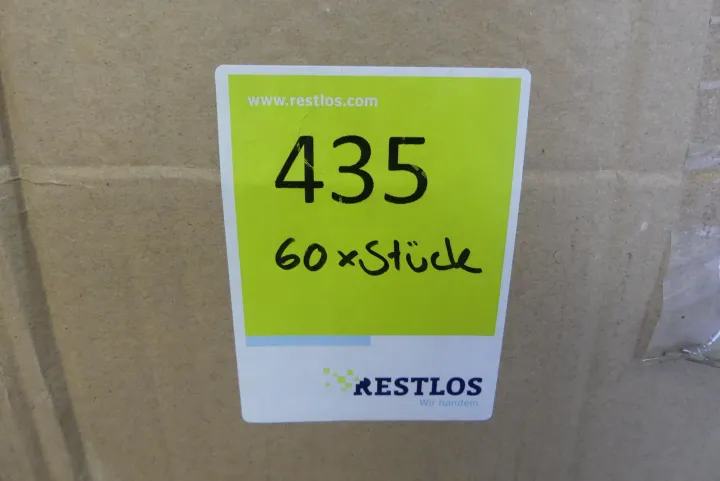 www.restlos.com
435
60 x Stück
RESTLOS
Wir handeln.